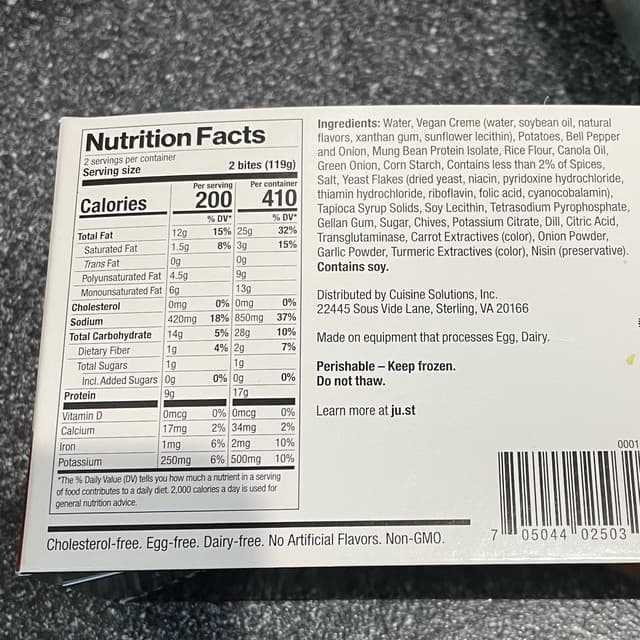 Nutrition Facts
2 servings per container
Serving size 2 bites (119g)
Per serving Per container
Calories 200 410
% DV* % DV*
Total Fat 12g 15% 25g 32%
Saturated Fat 1.5g 8% 3g 15%
Trans Fat 0g 0g
Polyunsaturated Fat 4.5g 9g
Monounsaturated Fat 6g 13g
Cholesterol 0mg 0% 0mg 0%
Sodium 420mg 18% 850mg 37%
Total Carbohydrate 14g 5% 28g 10%
Dietary Fiber 1g 4% 2g 7%
Total Sugars 1g 1g
Incl. Added Sugars 0g 0% 0g 0%
Protein 9g 17g
Vitamin D 0mcg 0% 0mcg 0%
Calcium 17mg 2% 34mg 2%
Iron 1mg 6% 2mg 10%
Potassium 250mg 6% 500mg 10%
*The % Daily Value (DV) tells you how much a nutrient in a serving
of food contributes to a daily diet. 2,000 calories a day is used for
general nutrition advice.
Ingredients: Water, Vegan Creme (water, soybean oil, natural
flavors, xanthan gum, sunflower lecithin), Potatoes, Bell Pepper
and Onion, Mung Bean Protein Isolate, Rice Flour, Canola Oil,
Green Onion, Corn Starch, Contains less than 2% of Spices,
Salt, Yeast Flakes (dried yeast, niacin, pyridoxine hydrochloride,
thiamin hydrochloride, riboflavin, folic acid, cyanocobalamin),
Tapioca Syrup Solids, Soy Lecithin, Tetrasodium Pyrophosphate,
Gellan Gum, Sugar, Chives, Potassium Citrate, Dill, Citric Acid,
Transglutaminase, Carrot Extractives (color), Onion Powder,
Garlic Powder, Turmeric Extractives (color), Nisin (preservative).
Contains soy.
Distributed by Cuisine Solutions, Inc.
22445 Sous Vide Lane, Sterling, VA 20166
Made on equipment that processes Egg, Dairy.
Perishable – Keep frozen.
Do not thaw.
Learn more at ju.st
0001
7 05044 02503
Cholesterol-free. Egg-free. Dairy-free. No Artificial Flavors. Non-GMO.